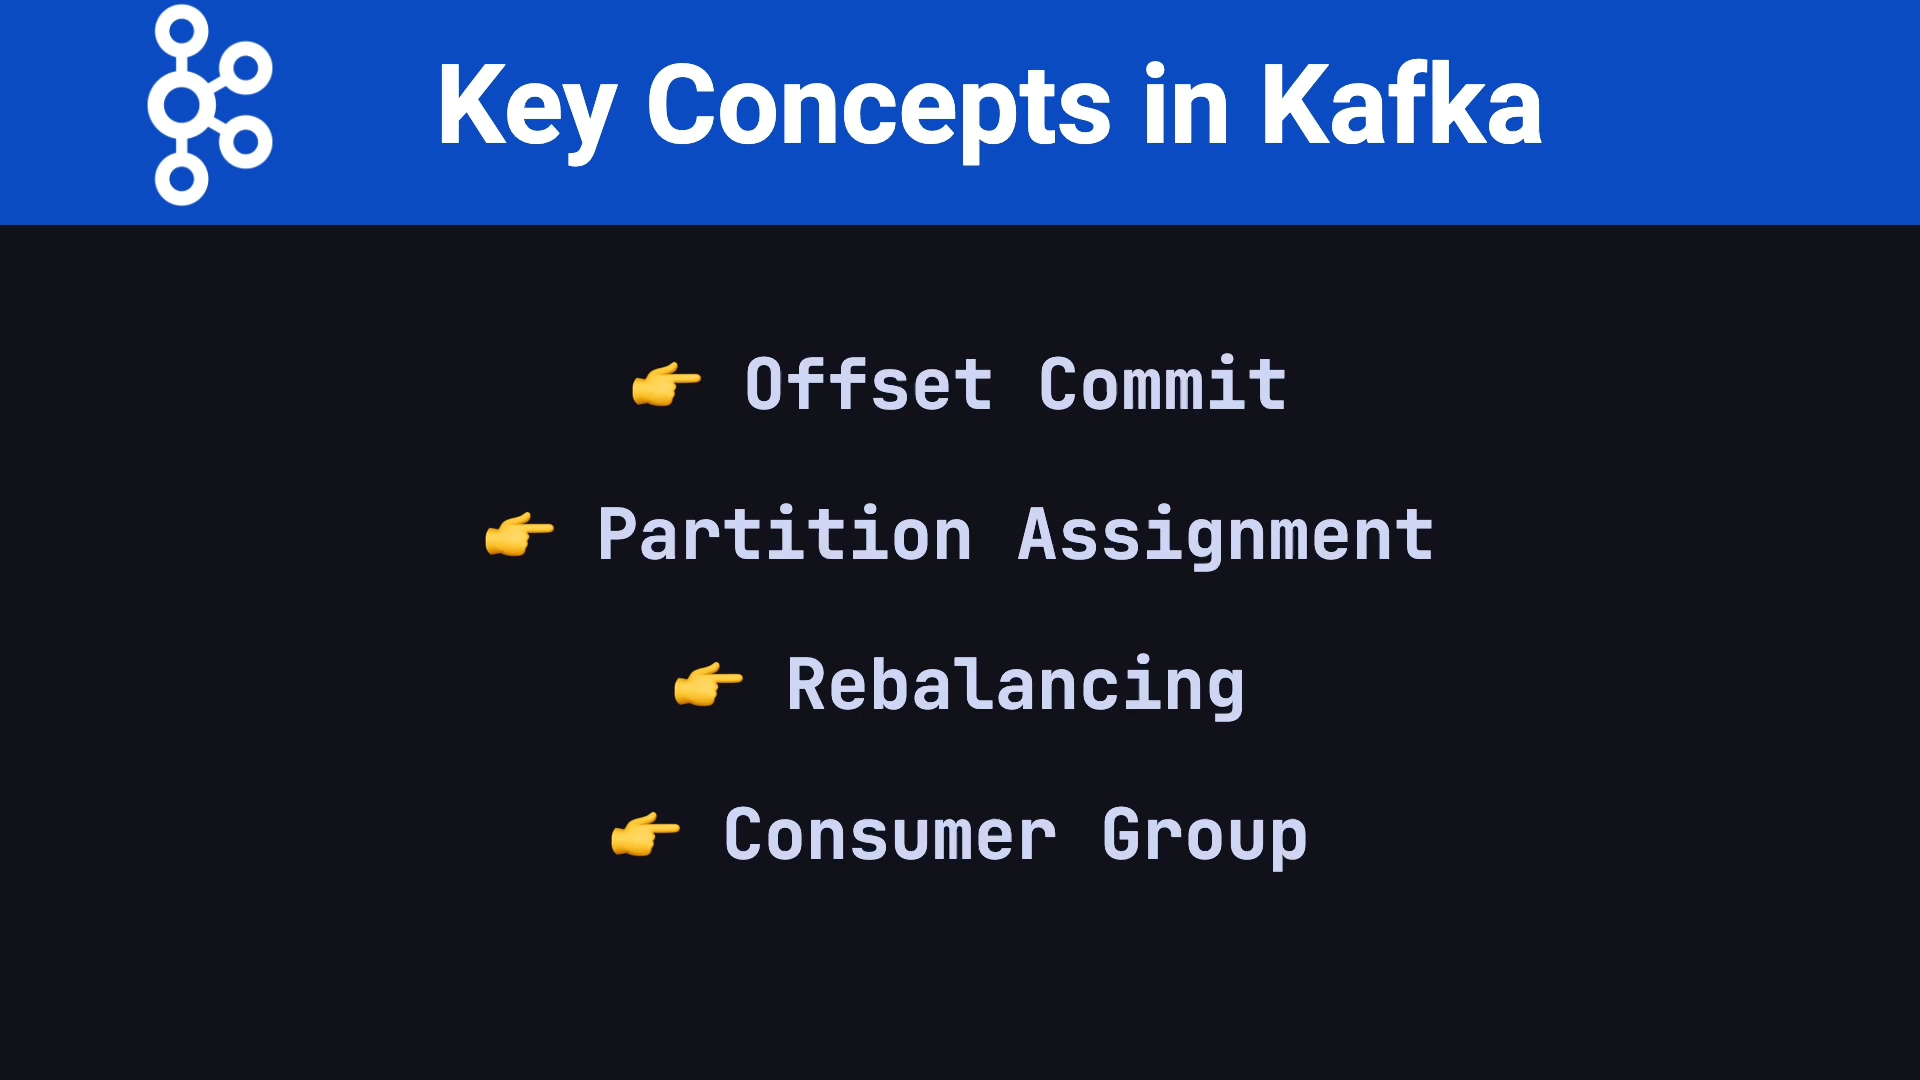 Key Concepts in Kafka
👉 Offset Commit
👉 Partition Assignment
👉 Rebalancing
👉 Consumer Group